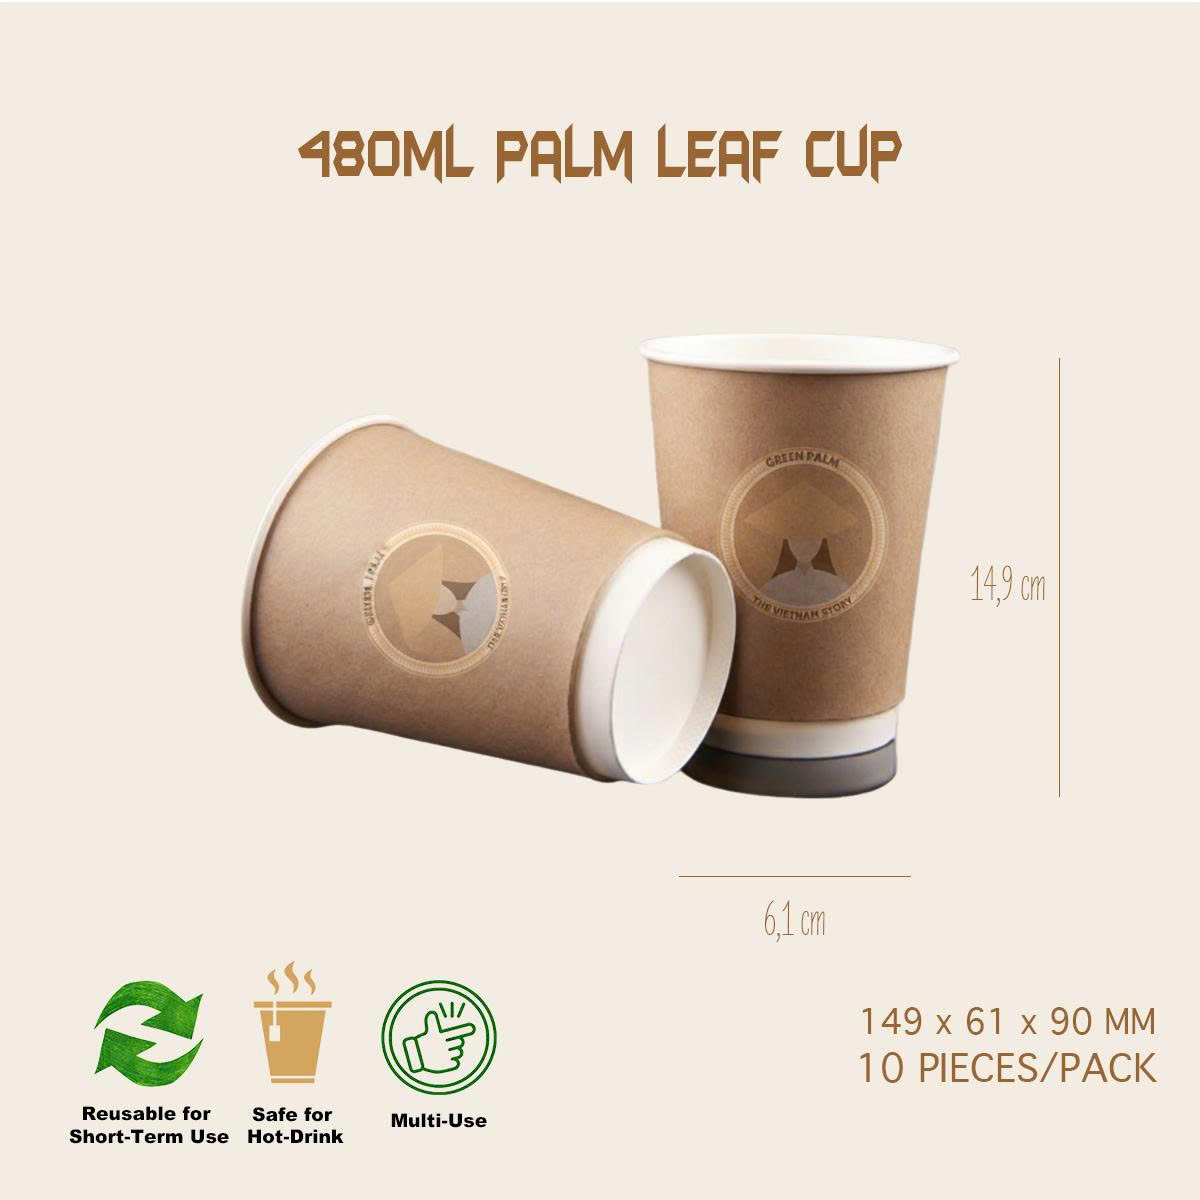 480ML PALM LEAF CUP
GREEN PALM
THE VIETNAM STORY
14,9 cm
6,1 cm
Reusable for
Short-Term Use
Safe for
Hot-Drink
Multi-Use
149 x 61 x 90 MM
10 PIECES/PACK